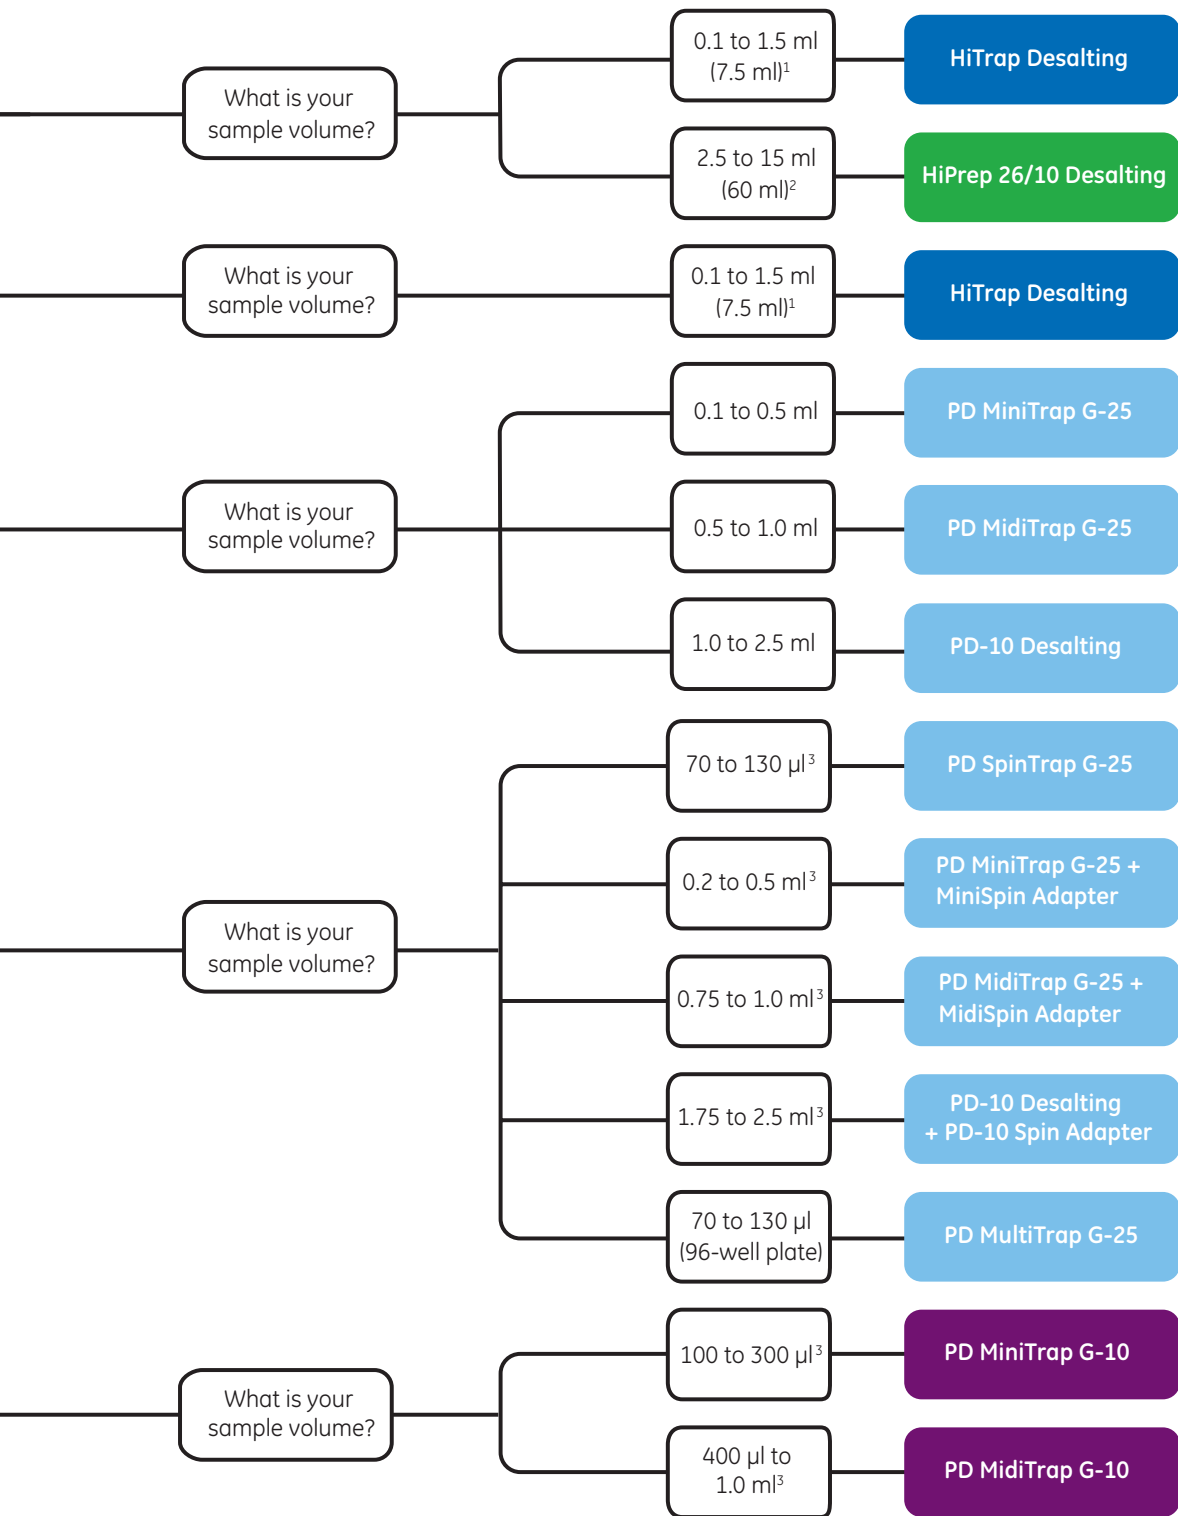 What is your
sample volume?
0.1 to 1.5 ml
(7.5 ml)¹
HiTrap Desalting
2.5 to 15 ml
(60 ml)²
HiPrep 26/10 Desalting
What is your
sample volume?
0.1 to 1.5 ml
(7.5 ml)¹
HiTrap Desalting
What is your
sample volume?
0.1 to 0.5 ml
PD MiniTrap G-25
0.5 to 1.0 ml
PD MidiTrap G-25
1.0 to 2.5 ml
PD-10 Desalting
What is your
sample volume?
70 to 130 µl³
PD SpinTrap G-25
0.2 to 0.5 ml³
PD MiniTrap G-25 +
MiniSpin Adapter
0.75 to 1.0 ml³
PD MidiTrap G-25 +
MidiSpin Adapter
1.75 to 2.5 ml³
PD-10 Desalting
+ PD-10 Spin Adapter
70 to 130 µl
(96-well plate)
PD MultiTrap G-25
What is your
sample volume?
100 to 300 µl³
PD MiniTrap G-10
400 µl to
1.0 ml³
PD MidiTrap G-10